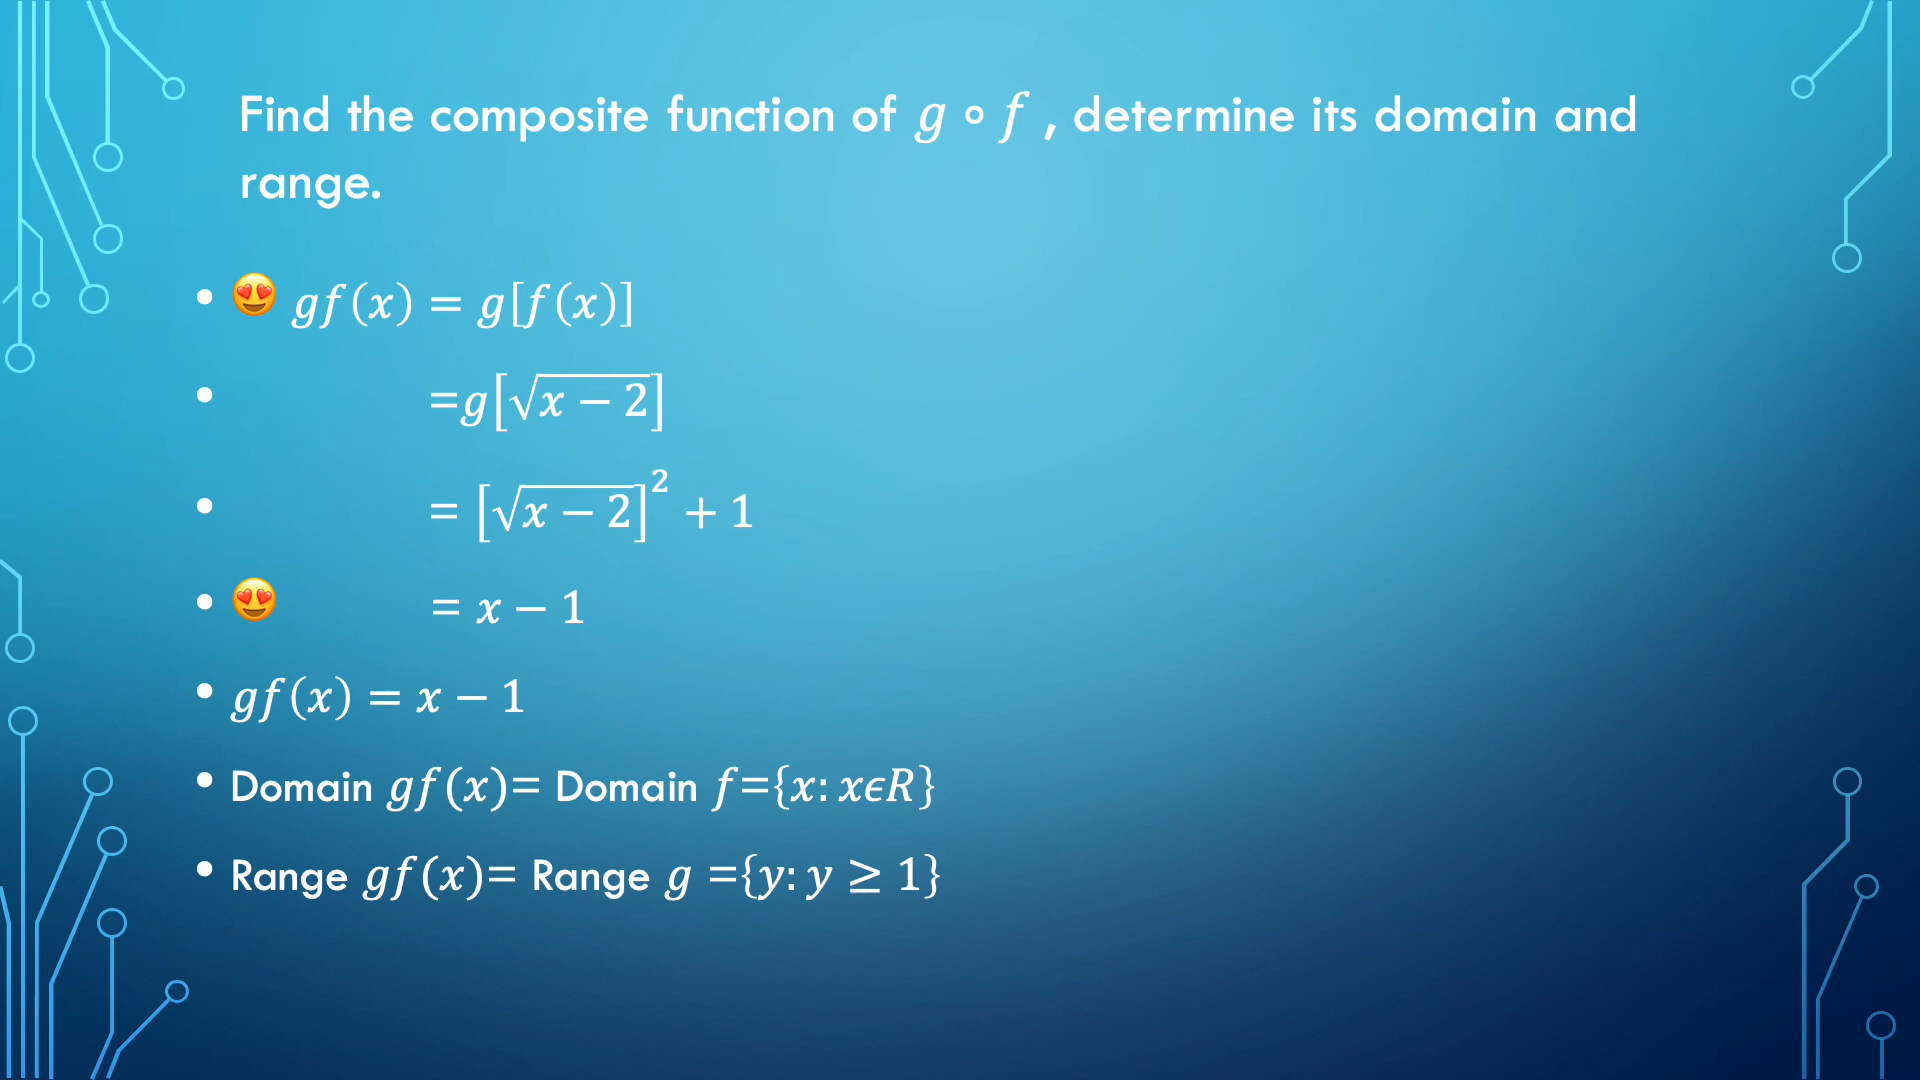 Find the composite function of 𝑔 ∘ 𝑓 , determine its domain and
range.
• 😍 𝑔𝑓(𝑥) = 𝑔[𝑓(𝑥)]
• =𝑔[√(𝑥 − 2)]
• = [√(𝑥 − 2)]² + 1
• 😍 = 𝑥 − 1
• 𝑔𝑓(𝑥) = 𝑥 − 1
• Domain 𝑔𝑓(𝑥)= Domain 𝑓={𝑥: 𝑥𝜖𝑅}
• Range 𝑔𝑓(𝑥)= Range 𝑔 ={𝑦: 𝑦 ≥ 1}